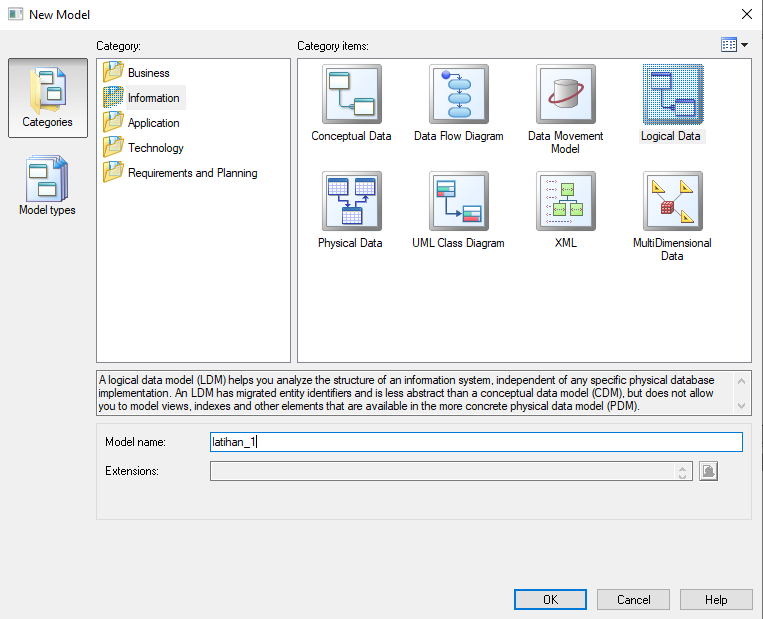 New Model
Category:
Category items:
Categories
Model types
Business
Information
Application
Technology
Requirements and Planning
Conceptual Data
Data Flow Diagram
Data Movement
Model
Logical Data
Physical Data
UML Class Diagram
XML
MultiDimensional
Data
A logical data model (LDM) helps you analyze the structure of an information system, independent of any specific physical database
implementation. An LDM has migrated entity identifiers and is less abstract than a conceptual data model (CDM), but does not allow
you to model views, indexes and other elements that are available in the more concrete physical data model (PDM).
Model name:
latihan_1
Extensions:
OK
Cancel
Help